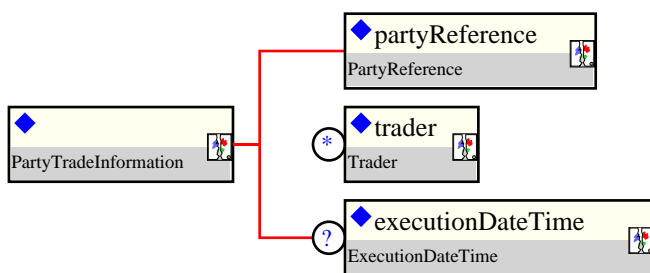 partyReference
PartyReference
PartyTradeInformation
*
trader
Trader
?
executionDateTime
ExecutionDateTime